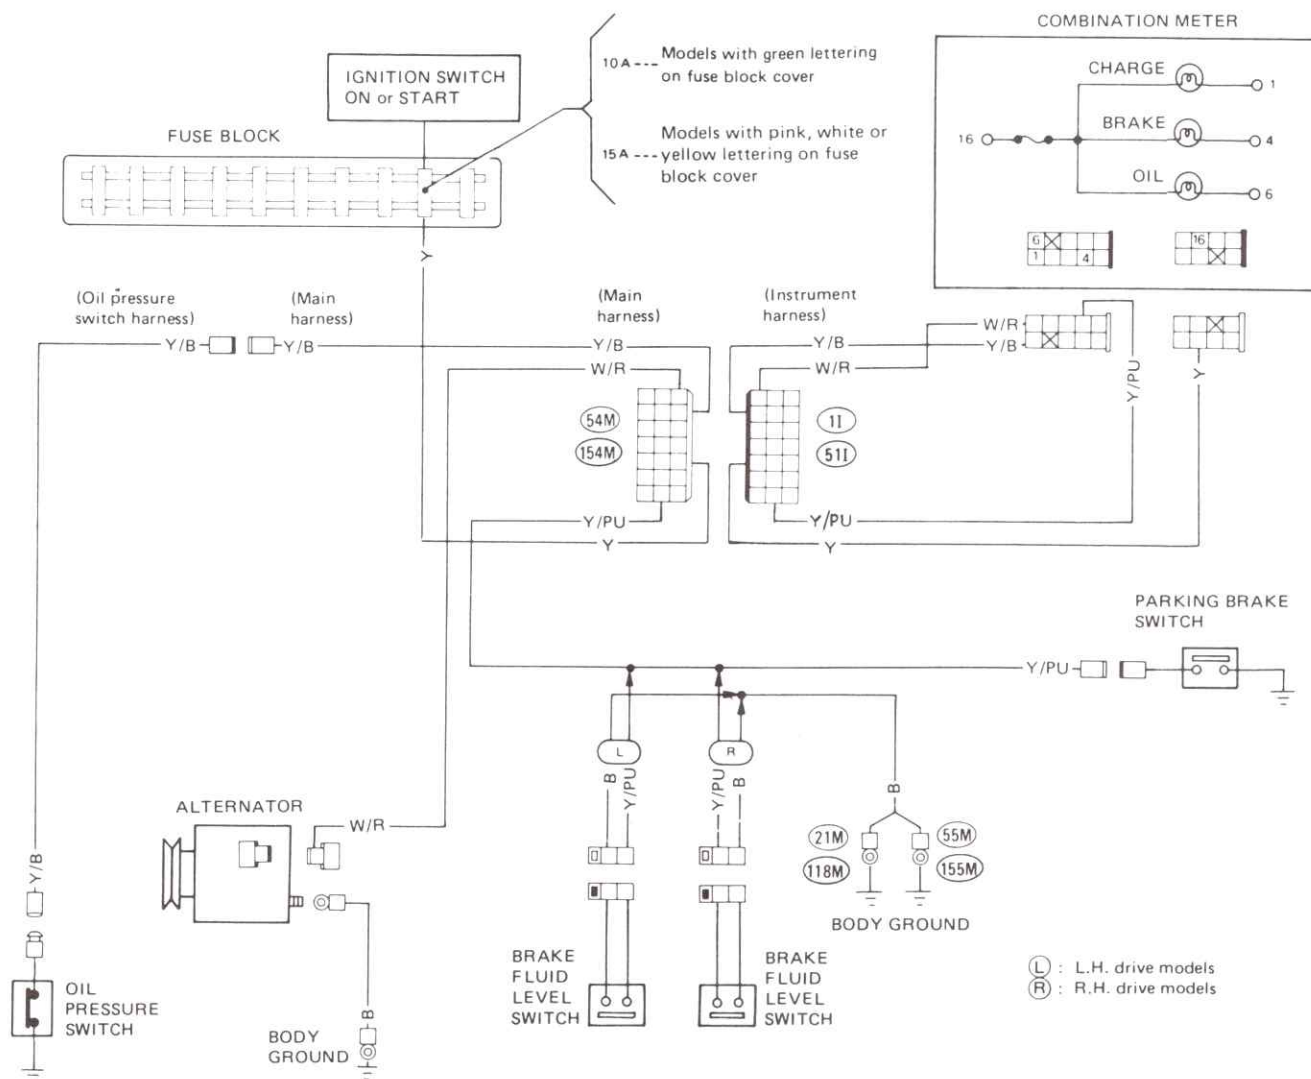 COMBINATION METER
IGNITION SWITCH
ON or START
10A --- Models with green lettering
on fuse block cover
15A --- Models with pink, white or
yellow lettering on fuse
block cover
FUSE BLOCK
CHARGE
1
16
BRAKE
4
OIL
6
6
1
4
16
Y
(Oil pressure
switch harness)
(Main
harness)
(Main
harness)
(Instrument
harness)
Y/B
Y/B
Y/B
Y/B
W/R
Y/B
W/R
W/R
Y/PU
Y
54M
154M
1I
51I
Y/PU
Y
Y/PU
Y
PARKING BRAKE
SWITCH
Y/PU
L
R
B
Y/PU
Y/PU
B
B
ALTERNATOR
W/R
Y/B
21M
118M
55M
155M
BODY GROUND
BRAKE
FLUID
LEVEL
SWITCH
BRAKE
FLUID
LEVEL
SWITCH
L : L.H. drive models
R : R.H. drive models
OIL
PRESSURE
SWITCH
B
BODY
GROUND